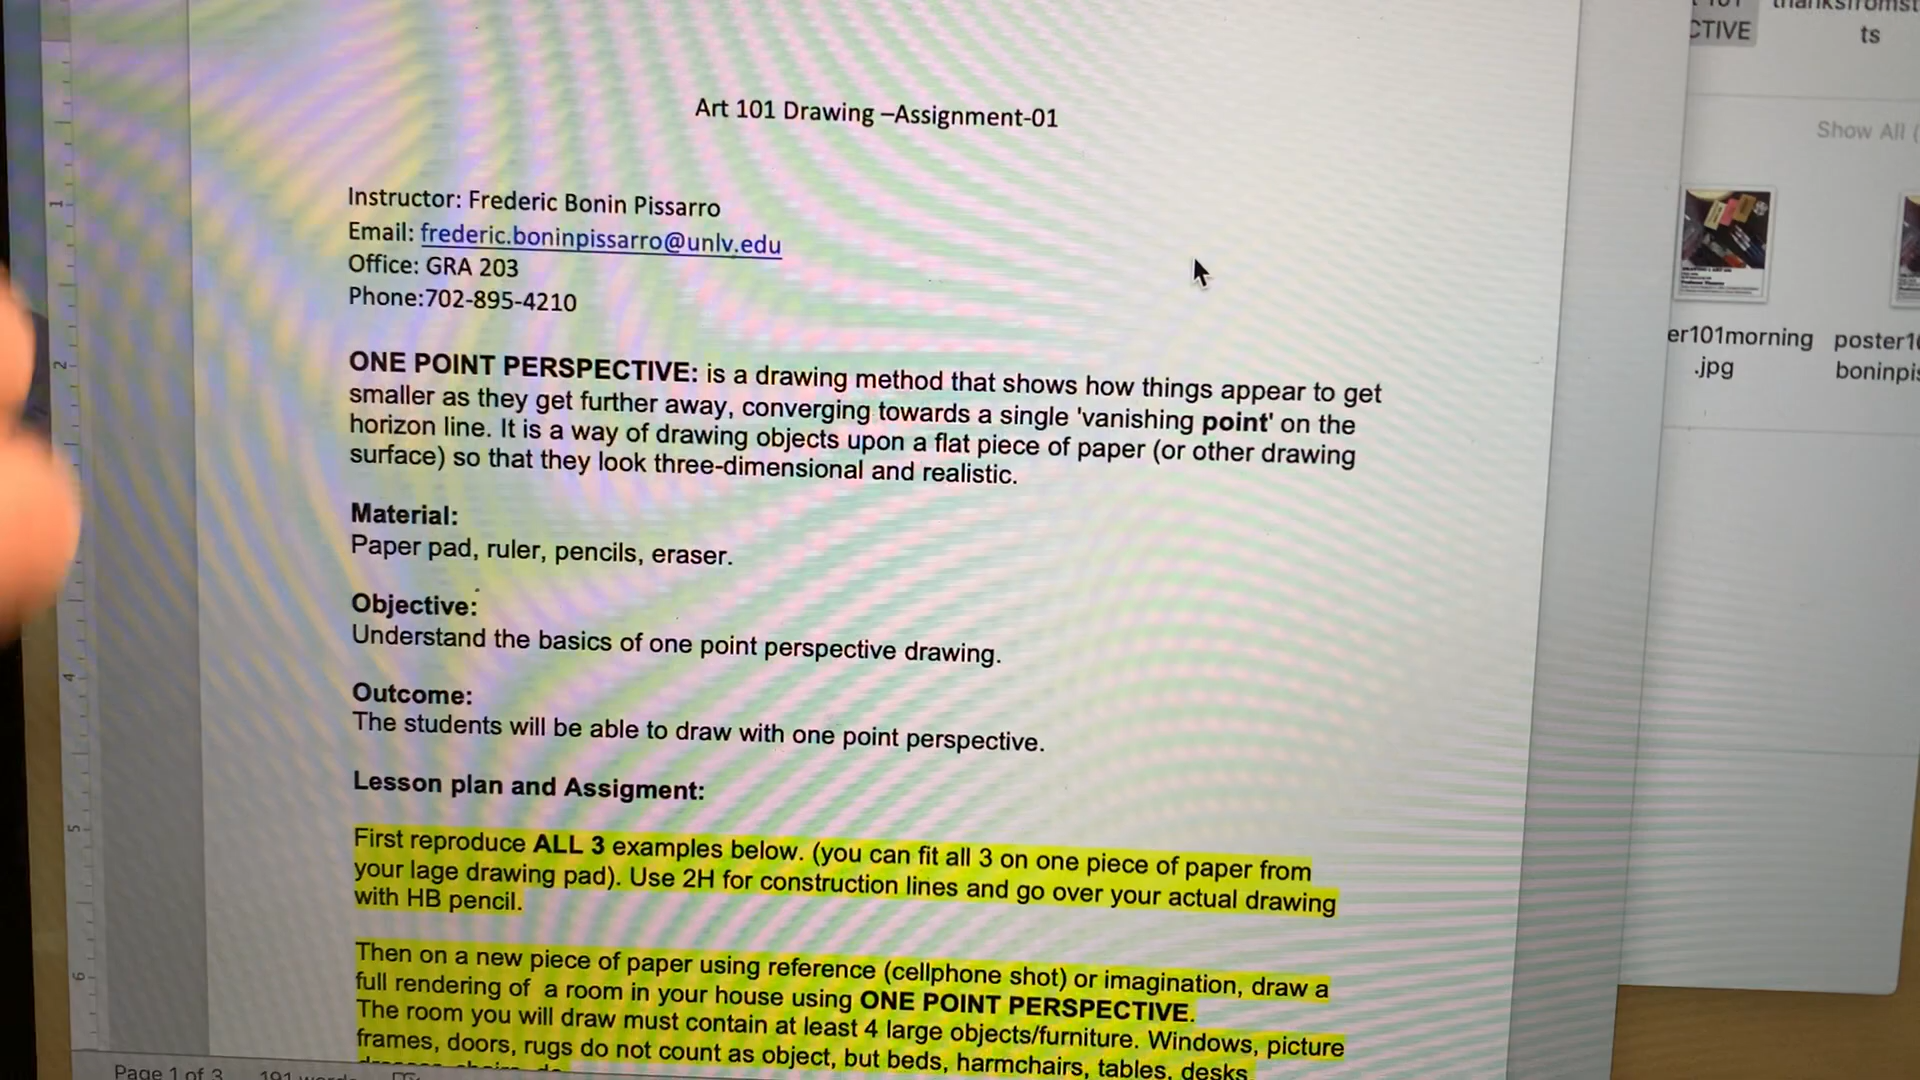 Art 101 Drawing –Assignment-01
Instructor: Frederic Bonin Pissarro
Email: frederic.boninpissarro@unlv.edu
Office: GRA 203
Phone:702-895-4210
ONE POINT PERSPECTIVE: is a drawing method that shows how things appear to get
smaller as they get further away, converging towards a single 'vanishing point' on the
horizon line. It is a way of drawing objects upon a flat piece of paper (or other drawing
surface) so that they look three-dimensional and realistic.
Material:
Paper pad, ruler, pencils, eraser.
Objective:
Understand the basics of one point perspective drawing.
Outcome:
The students will be able to draw with one point perspective.
Lesson plan and Assigment:
First reproduce ALL 3 examples below. (you can fit all 3 on one piece of paper from
your lage drawing pad). Use 2H for construction lines and go over your actual drawing
with HB pencil.
Then on a new piece of paper using reference (cellphone shot) or imagination, draw a
full rendering of a room in your house using ONE POINT PERSPECTIVE.
The room you will draw must contain at least 4 large objects/furniture. Windows, picture
frames, doors, rugs do not count as object, but beds, harmchairs, tables, desks,
Page 1 of 3 191 words
1
2
4
5
6
CTIVE
ts
Show All (
er101morning
.jpg
poster10
boninpis